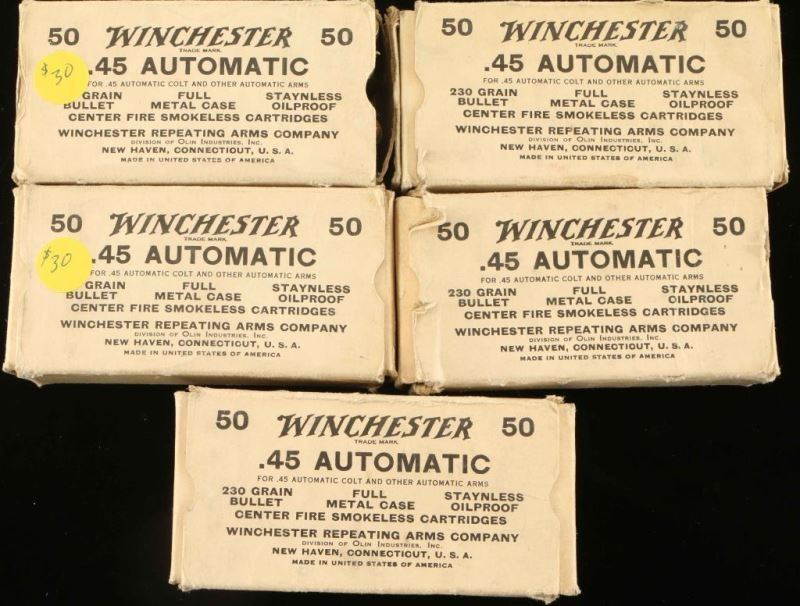 50 WINCHESTER 50
TRADE MARK
.45 AUTOMATIC
$30
FOR .45 AUTOMATIC COLT AND OTHER AUTOMATIC ARMS
GRAIN FULL STAYNLESS
BULLET METAL CASE OILPROOF
CENTER FIRE SMOKELESS CARTRIDGES
WINCHESTER REPEATING ARMS COMPANY
DIVISION OF OLIN INDUSTRIES, INC.
NEW HAVEN, CONNECTICUT, U. S. A.
MADE IN UNITED STATES OF AMERICA
50 WINCHESTER 50
TRADE MARK
.45 AUTOMATIC
FOR .45 AUTOMATIC COLT AND OTHER AUTOMATIC ARMS
230 GRAIN FULL STAYNLESS
BULLET METAL CASE OILPROOF
CENTER FIRE SMOKELESS CARTRIDGES
WINCHESTER REPEATING ARMS COMPANY
DIVISION OF OLIN INDUSTRIES, INC.
NEW HAVEN, CONNECTICUT, U. S. A.
MADE IN UNITED STATES OF AMERICA
50 WINCHESTER 50
TRADE MARK
.45 AUTOMATIC
$30
FOR .45 AUTOMATIC COLT AND OTHER AUTOMATIC ARMS
GRAIN FULL STAYNLESS
BULLET METAL CASE OILPROOF
CENTER FIRE SMOKELESS CARTRIDGES
WINCHESTER REPEATING ARMS COMPANY
DIVISION OF OLIN INDUSTRIES, INC.
NEW HAVEN, CONNECTICUT, U. S. A.
MADE IN UNITED STATES OF AMERICA
50 WINCHESTER 50
TRADE MARK
.45 AUTOMATIC
FOR .45 AUTOMATIC COLT AND OTHER AUTOMATIC ARMS
230 GRAIN FULL STAYNLESS
BULLET METAL CASE OILPROOF
CENTER FIRE SMOKELESS CARTRIDGES
WINCHESTER REPEATING ARMS COMPANY
DIVISION OF OLIN INDUSTRIES, INC.
NEW HAVEN, CONNECTICUT, U. S. A.
MADE IN UNITED STATES OF AMERICA
50 WINCHESTER 50
TRADE MARK
.45 AUTOMATIC
FOR .45 AUTOMATIC COLT AND OTHER AUTOMATIC ARMS
230 GRAIN FULL STAYNLESS
BULLET METAL CASE OILPROOF
CENTER FIRE SMOKELESS CARTRIDGES
WINCHESTER REPEATING ARMS COMPANY
DIVISION OF OLIN INDUSTRIES, INC.
NEW HAVEN, CONNECTICUT, U. S. A.
MADE IN UNITED STATES OF AMERICA